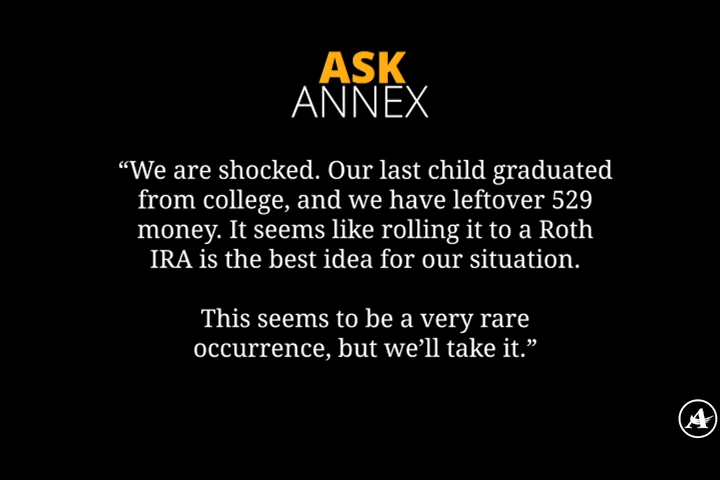 ASK
ANNEX
“We are shocked. Our last child graduated
from college, and we have leftover 529
money. It seems like rolling it to a Roth
IRA is the best idea for our situation.
This seems to be a very rare
occurrence, but we’ll take it.”
A